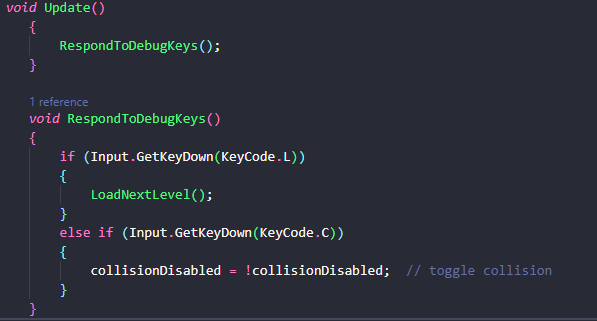 void Update()
{
RespondToDebugKeys();
}
1 reference
void RespondToDebugKeys()
{
if (Input.GetKeyDown(KeyCode.L))
{
LoadNextLevel();
}
else if (Input.GetKeyDown(KeyCode.C))
{
collisionDisabled = !collisionDisabled;  // toggle collision
}
}